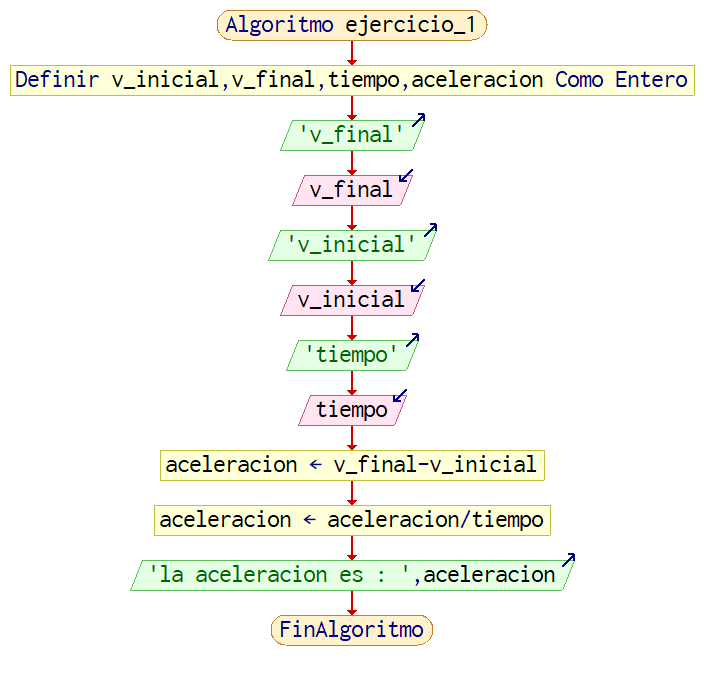 Algoritmo ejercicio_1
Definir v_inicial,v_final,tiempo,aceleracion Como Entero
'v_final'
v_final
'v_inicial'
v_inicial
'tiempo'
tiempo
aceleracion ← v_final-v_inicial
aceleracion ← aceleracion/tiempo
'la aceleracion es : ',aceleracion
FinAlgoritmo